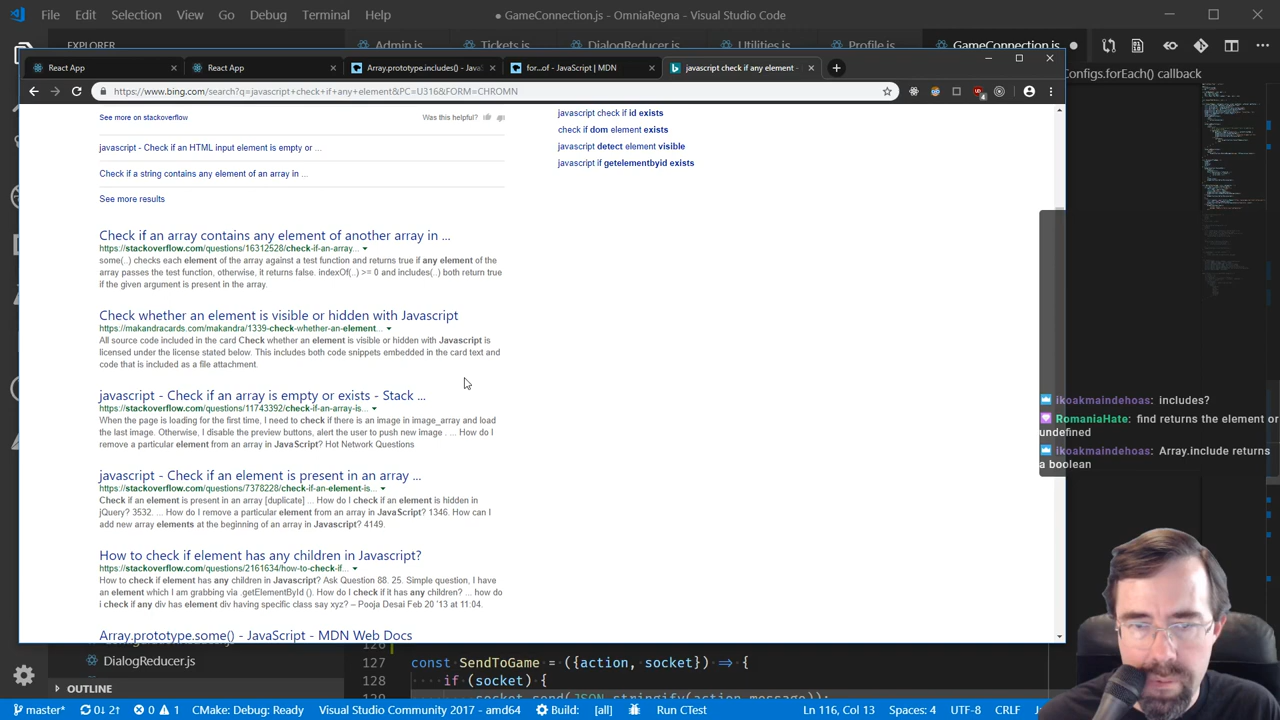 File Edit Selection View Go Debug Terminal Help
● GameConnection.js - OmniaRegna - Visual Studio Code
EXPLORER
Admin.js
Tickets.js
DialogReducer.js
Utilities.js
Profile.js
GameConnection.js
React App
React App
Array.prototype.includes() - Jav
for...of - JavaScript | MDN
javascript check if any element -
Configs.forEach() callback
https://www.bing.com/search?q=javascript+check+if+any+element&PC=U316&FORM=CHROMN
See more on stackoverflow
Was this helpful?
javascript - Check if an HTML input element is empty or ...
Check if a string contains any element of an array in ...
See more results
javascript check if id exists
check if dom element exists
javascript detect element visible
javascript if getelementbyid exists
Check if an array contains any element of another array in ...
https://stackoverflow.com/questions/16312528/check-if-an-array...
some(..) checks each element of the array against a test function and returns true if any element of the
array passes the test function, otherwise, it returns false. indexOf(..) >= 0 and includes(..) both return true
if the given argument is present in the array.
Check whether an element is visible or hidden with Javascript
https://makandracards.com/makandra/1339-check-whether-an-element...
All source code included in the card Check whether an element is visible or hidden with Javascript is
licensed under the license stated below. This includes both code snippets embedded in the card text and
code that is included as a file attachment.
javascript - Check if an array is empty or exists - Stack ...
https://stackoverflow.com/questions/11743392/check-if-an-array-is...
When the page is loading for the first time, I need to check if there is an image in image_array and load
the last image. Otherwise, I disable the preview buttons, alert the user to push new image . ... How do I
remove a particular element from an array in JavaScript? Hot Network Questions
javascript - Check if an element is present in an array ...
https://stackoverflow.com/questions/7378228/check-if-an-element-is...
Check if an element is present in an array [duplicate] ... How do I check if an element is hidden in
jQuery? 3532. ... How do I remove a particular element from an array in JavaScript? 1346. How can I
add new array elements at the beginning of an array in Javascript? 4149.
How to check if element has any children in Javascript?
https://stackoverflow.com/questions/2161634/how-to-check-if...
How to check if element has any children in Javascript? Ask Question 88. 25. Simple question, I have
an element which I am grabbing via .getElementById (). How do I check if it has any children? ... how do
i check if any div has element div having specific class say xyz? – Pooja Desai Feb 20 '13 at 11:04.
Array.prototype.some() - JavaScript - MDN Web Docs
ikoakmaindehoas: includes?
RomaniaHate: find returns the element or
undefined
ikoakmaindehoas: Array.include returns
a boolean
DialogReducer.js
OUTLINE
126
127 const SendToGame = ({action, socket}) => {
128 if (socket) {
129 socket.send(JSON.stringify(action.message));
master* 0↓ 2↑ 0 1 CMake: Debug: Ready Visual Studio Community 2017 - amd64 Build: [all] Run CTest
Ln 116, Col 13 Spaces: 4 UTF-8 CRLF